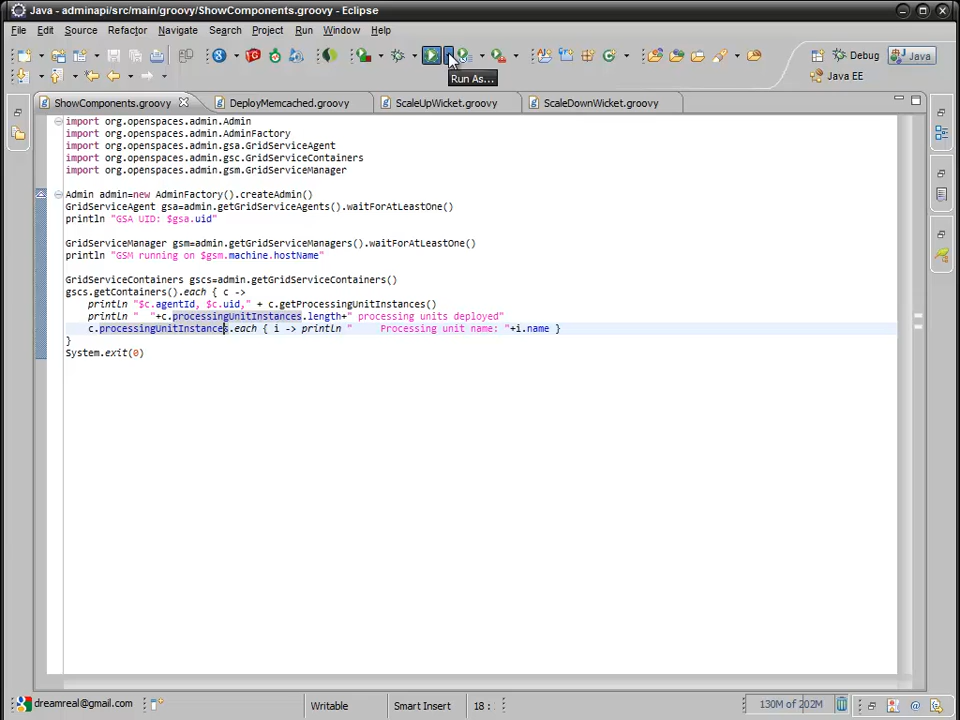 Java - adminapi/src/main/groovy/ShowComponents.groovy - Eclipse
File Edit Source Refactor Navigate Search Project Run Window Help
Debug Java
Run As...
Java EE
ShowComponents.groovy DeployMemcached.groovy ScaleUpWicket.groovy ScaleDownWicket.groovy
import org.openspaces.admin.Admin
import org.openspaces.admin.AdminFactory
import org.openspaces.admin.gsa.GridServiceAgent
import org.openspaces.admin.gsc.GridServiceContainers
import org.openspaces.admin.gsm.GridServiceManager
Admin admin=new AdminFactory().createAdmin()
GridServiceAgent gsa=admin.getGridServiceAgents().waitForAtLeastOne()
println "GSA UID: $gsa.uid"
GridServiceManager gsm=admin.getGridServiceManagers().waitForAtLeastOne()
println "GSM running on $gsm.machine.hostName"
GridServiceContainers gscs=admin.getGridServiceContainers()
gscs.getContainers().each { c ->
println "$c.agentId, $c.uid," + c.getProcessingUnitInstances()
println "  "+c.processingUnitInstances.length+" processing units deployed"
c.processingUnitInstances.each { i -> println "     Processing unit name: "+i.name }
}
System.exit(0)
dreamreal@gmail.com Writable Smart Insert 18 : 130M of 202M